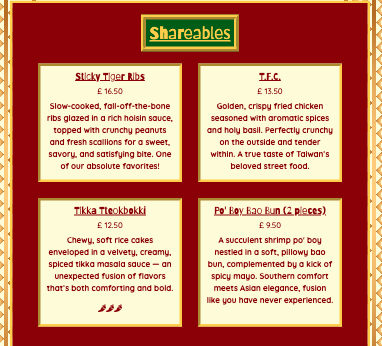 Shareables
Sticky Tiger Ribs
£ 16.50
Slow-cooked, fall-off-the-bone
ribs glazed in a rich hoisin sauce,
topped with crunchy peanuts
and fresh scallions for a sweet,
savory, and satisfying bite. One
of our absolute favorites!
T.F.C.
£ 12.50
Golden, crispy fried chicken
seasoned with aromatic spices
and holy basil. Perfectly crunchy
on the outside and tender
within. A true taste of Taiwan's
beloved street food.
Tikka Tteokbokki
£ 12.50
Chewy, soft rice cakes
enveloped in a velvety, creamy,
spiced tikka masala sauce — an
unexpected fusion of flavors
that's both comforting and bold.
Po' Boy Bao Bun (2 pieces)
£ 9.50
A succulent shrimp po' boy
nestled in a soft, pillowy bao
bun, complemented by a kick of
spicy mayo. Southern comfort
meets Asian elegance, fusion
like you have never experienced.